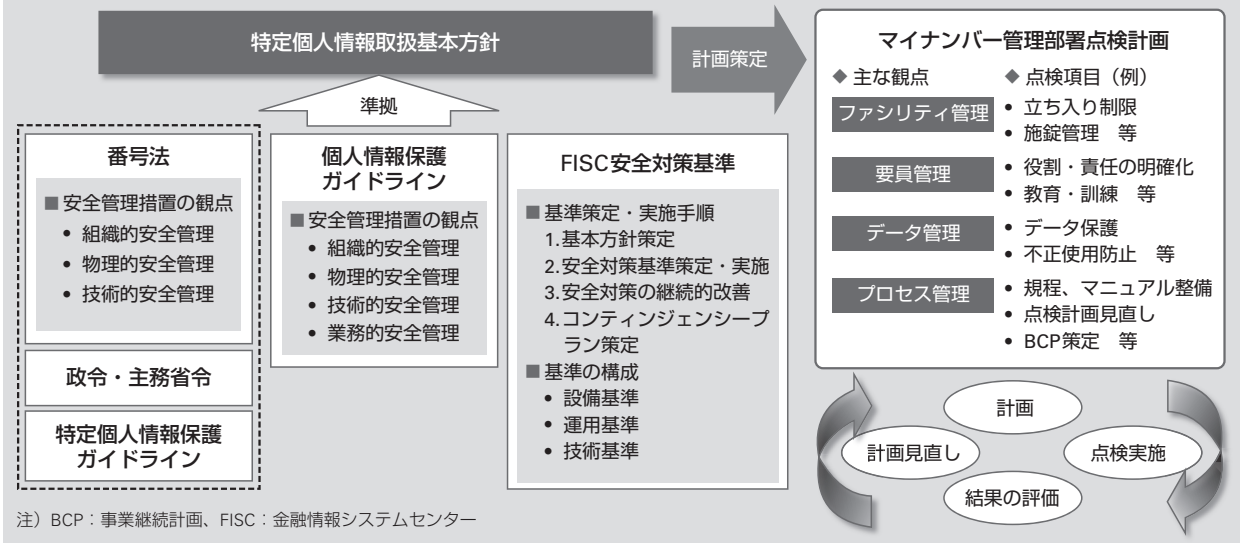 特定個人情報取扱基本方針
計画策定
準拠
番号法
■安全管理措置の観点
• 組織的安全管理
• 物理的安全管理
• 技術的安全管理
政令・主務省令
特定個人情報保護
ガイドライン
個人情報保護
ガイドライン
■安全管理措置の観点
• 組織的安全管理
• 物理的安全管理
• 技術的安全管理
• 業務的安全管理
FISC安全対策基準
■基準策定・実施手順
1.基本方針策定
2.安全対策基準策定・実施
3.安全対策の継続的改善
4.コンティンジェンシープ
ラン策定
■基準の構成
• 設備基準
• 運用基準
• 技術基準
マイナンバー管理部署点検計画
◆ 主な観点
◆ 点検項目（例）
ファシリティ管理
• 立ち入り制限
• 施錠管理　等
要員管理
• 役割・責任の明確化
• 教育・訓練　等
データ管理
• データ保護
• 不正使用防止　等
プロセス管理
• 規程、マニュアル整備
• 点検計画見直し
• BCP策定　等
計画
計画見直し
点検実施
結果の評価
注）BCP：事業継続計画、FISC：金融情報システムセンター